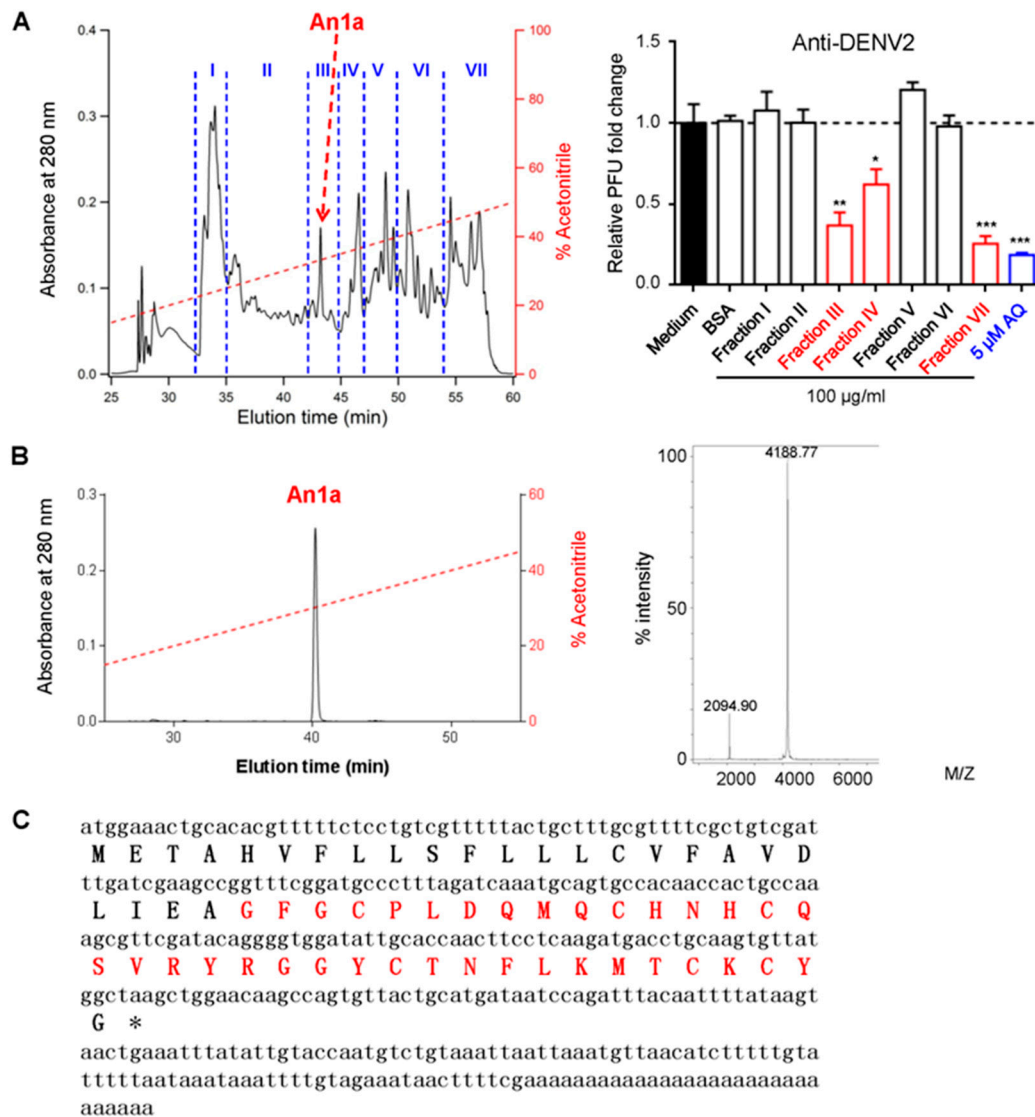 A
An1a
Absorbance at 280 nm
0.4
0.3
0.2
0.1
0.0
I II III IV V VI VII
100
80
60
40
20
0
% Acetonitrile
25 30 35 40 45 50 55 60
Elution time (min)
Anti-DENV2
Relative PFU fold change
1.5
1.0
0.5
0.0
** * *** ***
Medium
BSA
Fraction I
Fraction II
Fraction III
Fraction IV
Fraction V
Fraction VI
Fraction VII
5 µM AQ
100 µg/ml
B
An1a
Absorbance at 280 nm
0.3
0.2
0.1
0.0
60
40
20
0
% Acetonitrile
30 40 50
Elution time (min)
% intensity
100
50
0
4188.77
2094.90
2000 4000 6000
M/Z
C
atggaaactgcacacgtttttctcctgtcgtttttactgctttgcgttttcgctgtcgat
M E T A H V F L L S F L L L C V F A V D
ttgatcgaagccggtttcggatgccctttagatcaaatgcagtgccacaaccactgccaa
L I E A G F G C P L D Q M Q C H N H C Q
agcgttcgatacaggggtggatattgcaccaacttcctcaagatgacctgcaagtgttat
S V R Y R G G Y C T N F L K M T C K C Y
ggctaagctggaacaagccagtgttactgcatgataatccagatttacaattttataagt
G *
aactgaaatttatattgtaccaatgtctgtaaattaattaaatgttaacatctttttgta
tttttaataaataaattttgtagaaataacttttcgaaaaaaaaaaaaaaaaaaaaaaaa
aaaaaa